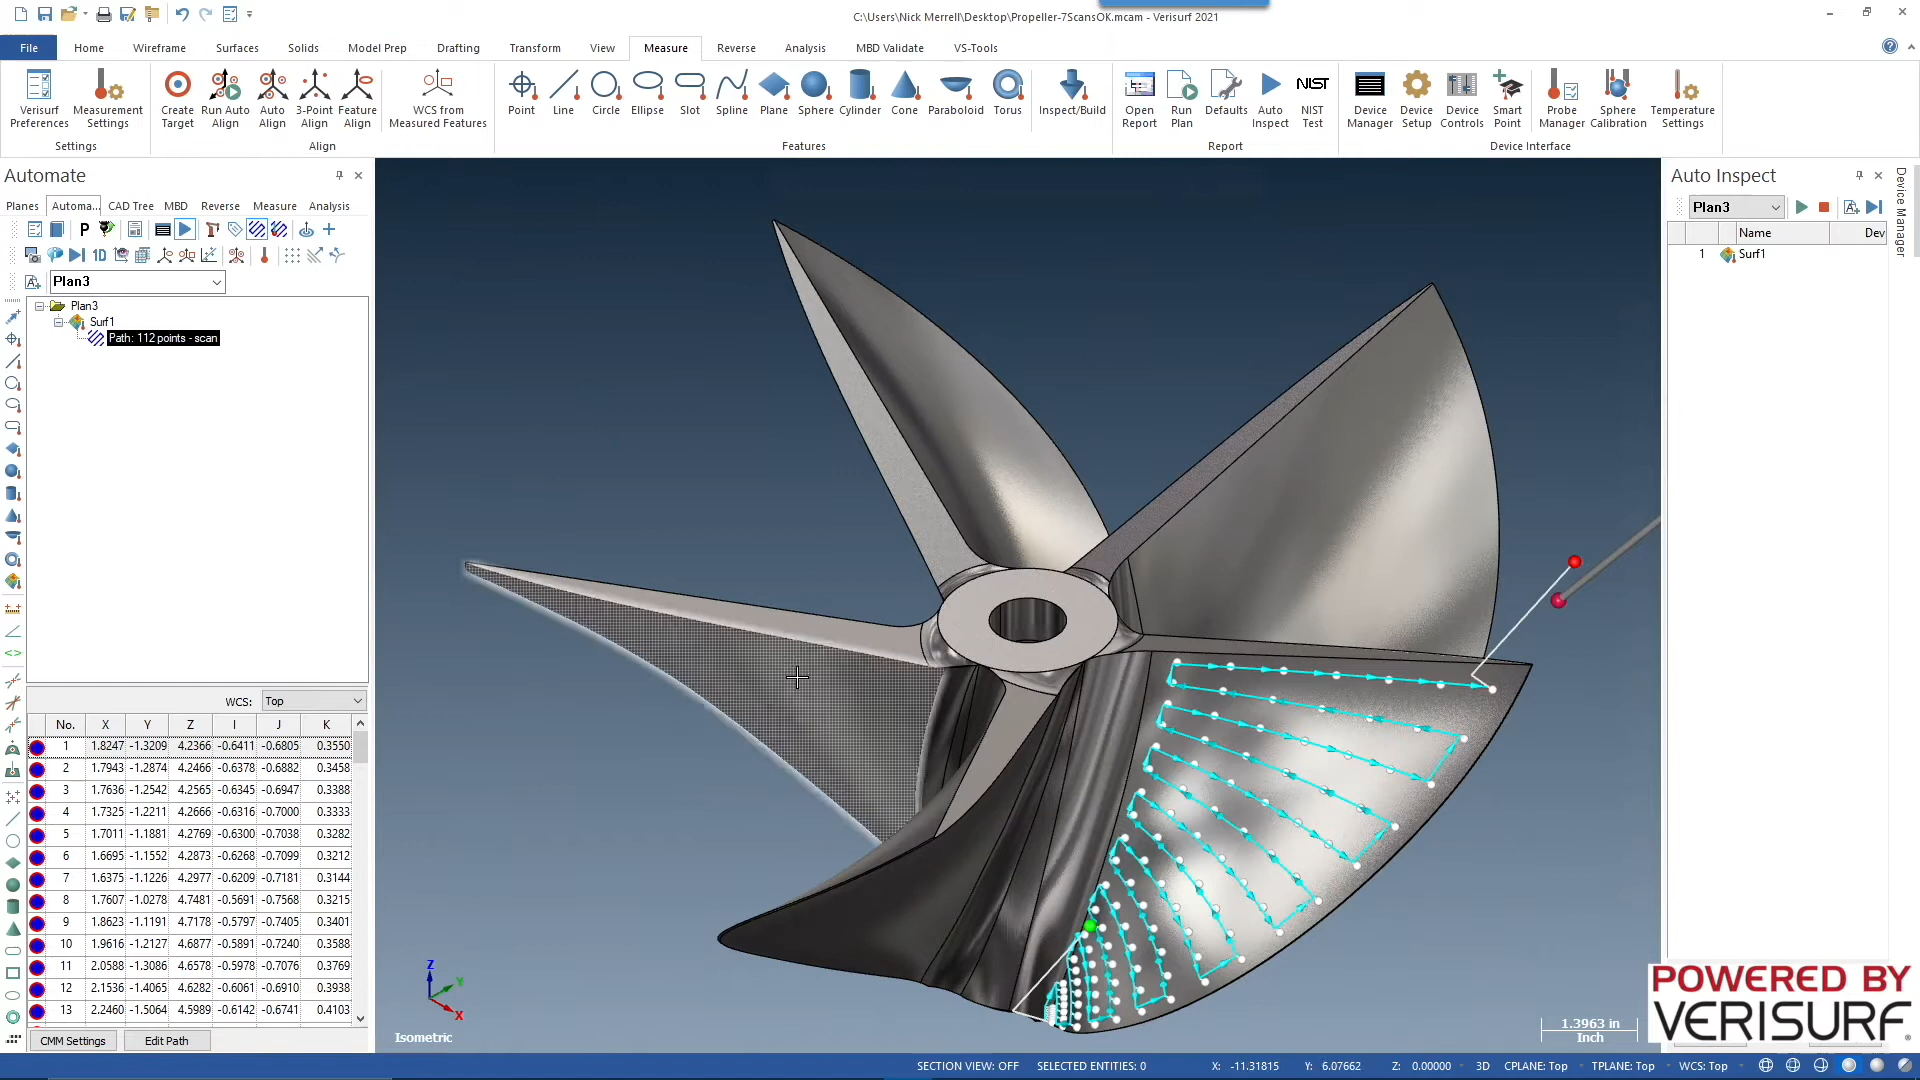 C:\Users\Nick Merrell\Desktop\Propeller-7ScansOK.mcam - Verisurf 2021
File Home Wireframe Surfaces Solids Model Prep Drafting Transform View Measure Reverse Analysis MBD Validate VS-Tools
Verisurf Preferences
Measurement Settings
Create Target
Run Auto Align
Auto Align
3-Point Align
Feature Align
WCS from Measured Features
Point
Line
Circle
Ellipse
Slot
Spline
Plane
Sphere
Cylinder
Cone
Paraboloid
Torus
Inspect/Build
Open Report
Run Plan
Defaults
Auto Inspect
NIST
NIST Test
Device Manager
Device Setup
Device Controls
Smart Point
Probe Manager
Sphere Calibration
Temperature Settings
Settings Align Features Report Device Interface
Automate
Planes Automa... CAD Tree MBD Reverse Measure Analysis
P
1D
Plan3
Plan3
Surf1
Path: 112 points - scan
WCS: Top
No. X Y Z I J K
1 1.8247 -1.3209 4.2366 -0.6411 -0.6805 0.3550
2 1.7943 -1.2874 4.2466 -0.6378 -0.6882 0.3458
3 1.7636 -1.2542 4.2565 -0.6345 -0.6947 0.3388
4 1.7325 -1.2211 4.2666 -0.6316 -0.7000 0.3333
5 1.7011 -1.1881 4.2769 -0.6300 -0.7038 0.3282
6 1.6695 -1.1552 4.2873 -0.6268 -0.7099 0.3212
7 1.6375 -1.1226 4.2977 -0.6209 -0.7181 0.3144
8 1.7607 -1.0278 4.7481 -0.5691 -0.7568 0.3215
9 1.8623 -1.1191 4.7178 -0.5797 -0.7405 0.3401
10 1.9616 -1.2127 4.6877 -0.5891 -0.7240 0.3588
11 2.0588 -1.3086 4.6578 -0.5978 -0.7076 0.3769
12 2.1536 -1.4065 4.6282 -0.6061 -0.6910 0.3938
13 2.2460 -1.5064 4.5989 -0.6142 -0.6741 0.4103
CMM Settings Edit Path
Z
Y
X
Isometric
1.3963 in
Inch
Auto Inspect
Plan3
Name Dev
1 Surf1
Device Manager
POWERED BY
VERISURF
SECTION VIEW: OFF SELECTED ENTITIES: 0 X: -11.31815 Y: 6.07662 Z: 0.00000 3D CPLANE: Top TPLANE: Top WCS: Top